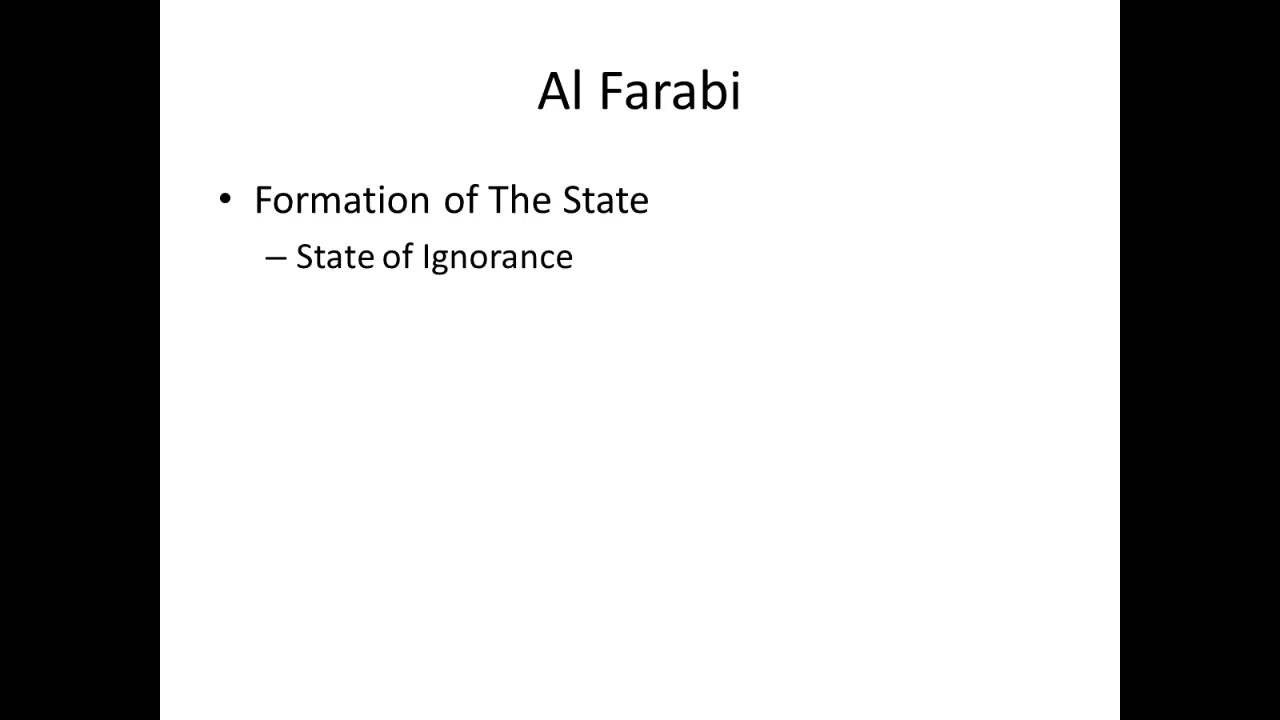 Al Farabi
• Formation of The State
– State of Ignorance